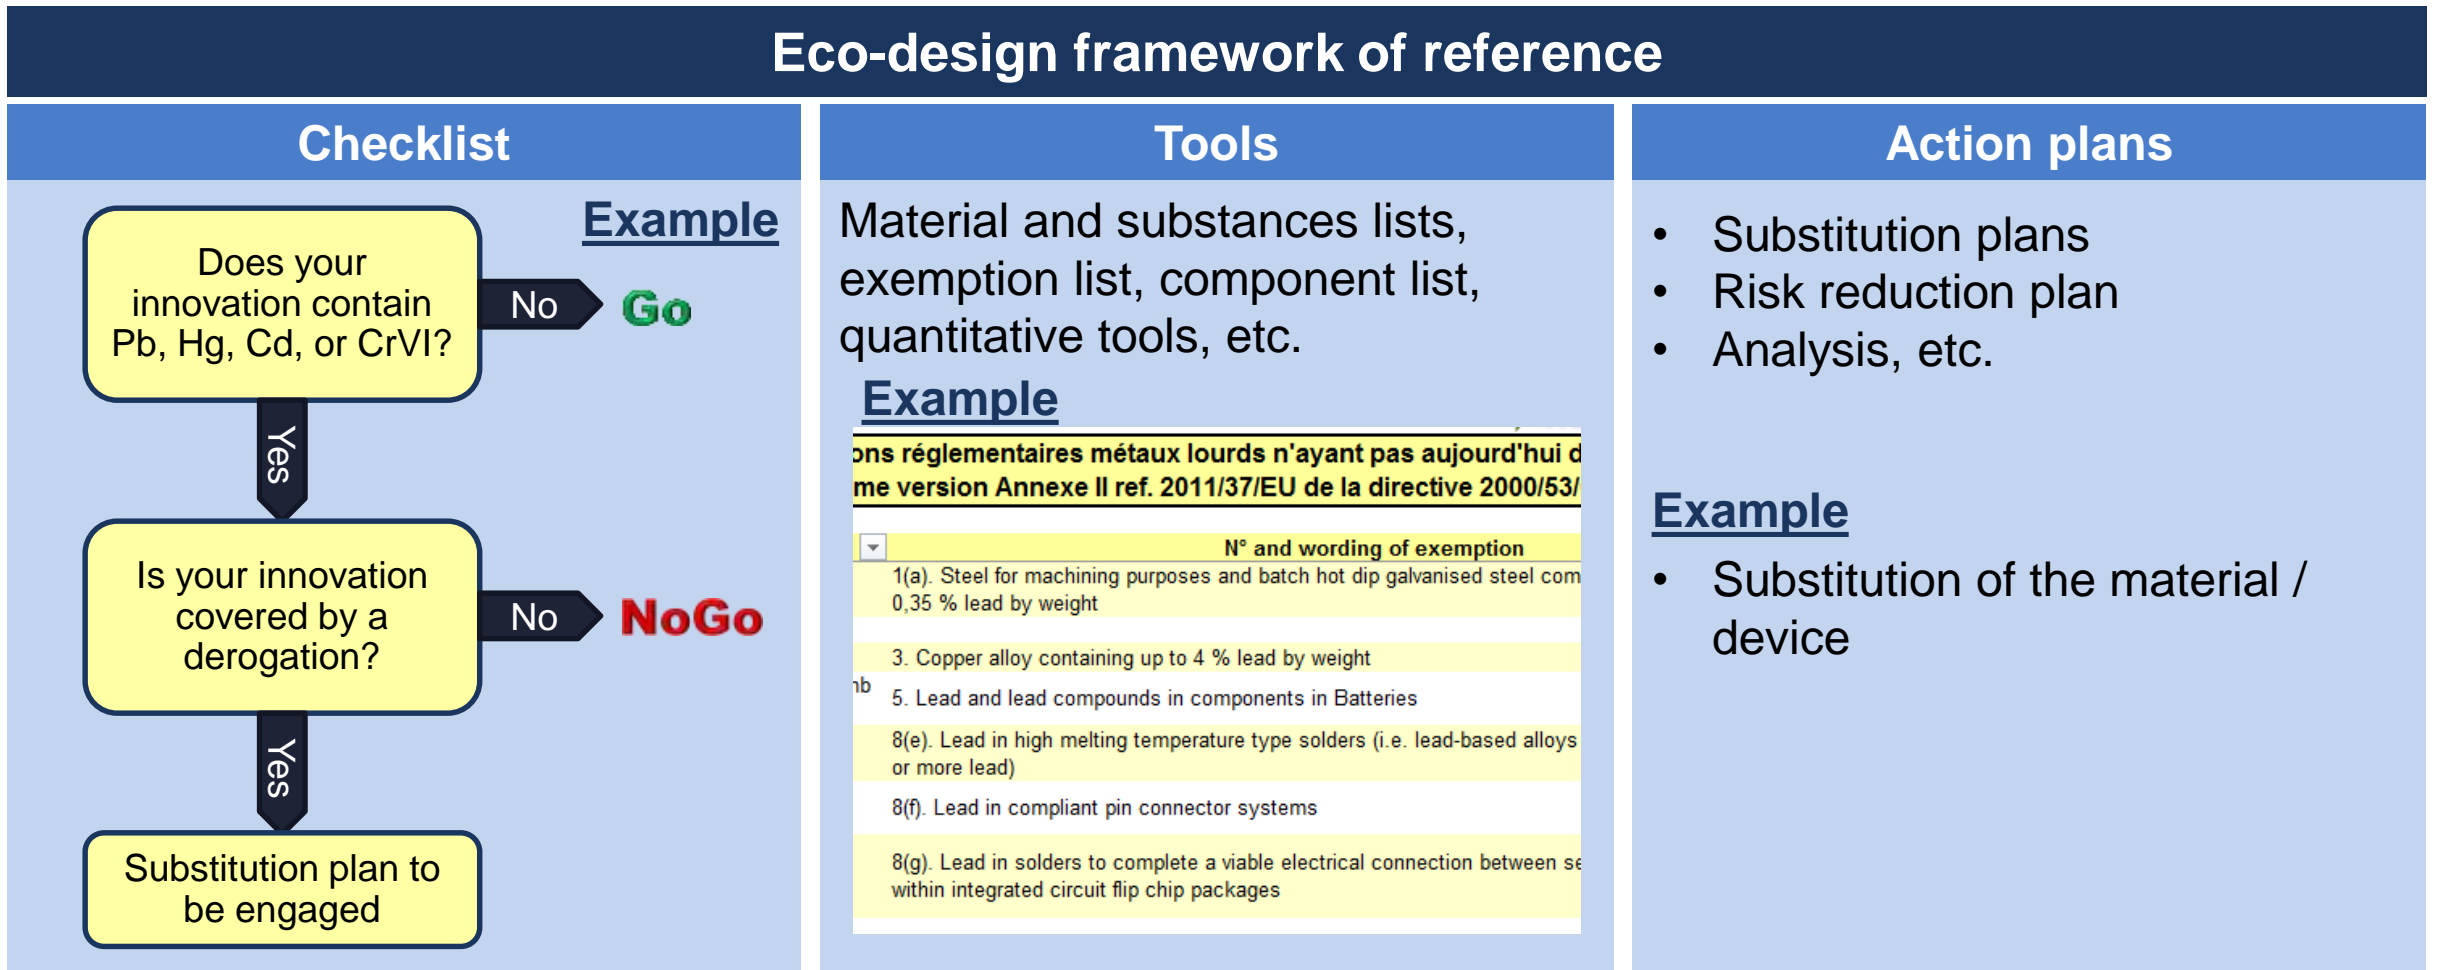 Eco-design framework of reference
Checklist
Example
Does your
innovation contain
Pb, Hg, Cd, or CrVI?
No
Go
Yes
Is your innovation
covered by a
derogation?
No
NoGo
Yes
Substitution plan to
be engaged
Tools
Material and substances lists,
exemption list, component list,
quantitative tools, etc.
Example
ons réglementaires métaux lourds n'ayant pas aujourd'hui d
me version Annexe II ref. 2011/37/EU de la directive 2000/53/
N° and wording of exemption
1(a). Steel for machining purposes and batch hot dip galvanised steel com
0,35 % lead by weight
3. Copper alloy containing up to 4 % lead by weight
5. Lead and lead compounds in components in Batteries
8(e). Lead in high melting temperature type solders (i.e. lead-based alloys
or more lead)
8(f). Lead in compliant pin connector systems
8(g). Lead in solders to complete a viable electrical connection between se
within integrated circuit flip chip packages
Action plans
• Substitution plans
• Risk reduction plan
• Analysis, etc.
Example
• Substitution of the material /
device